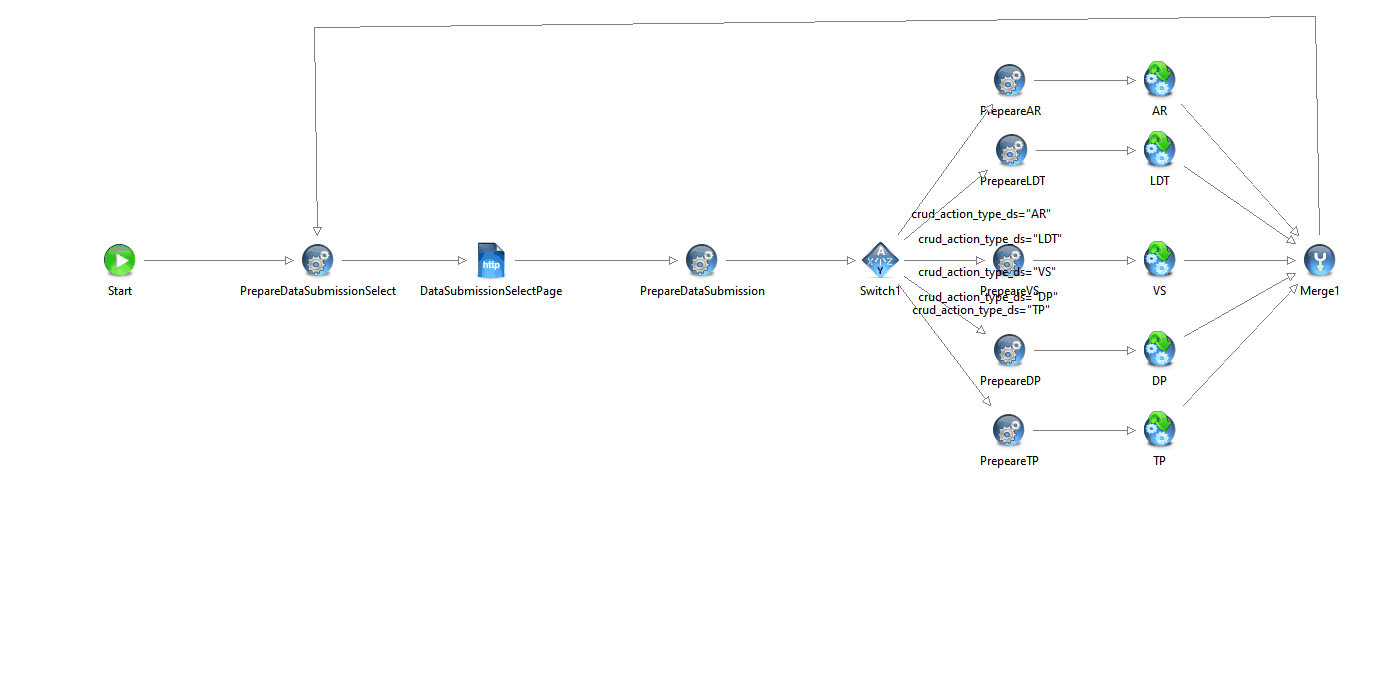 PrepeareAR
AR
PrepeareLDT
LDT
crud_action_type_ds="AR"
crud_action_type_ds="LDT"
http
A
X Y Z
Y
crud_action_type_ds="VS"
Start
PrepareDataSubmissionSelect
DataSubmissionSelectPage
PrepareDataSubmission
Switch1
PrepeareVS
VS
Merge1
crud_action_type_ds="DP"
crud_action_type_ds="TP"
PrepeareDP
DP
PrepeareTP
TP